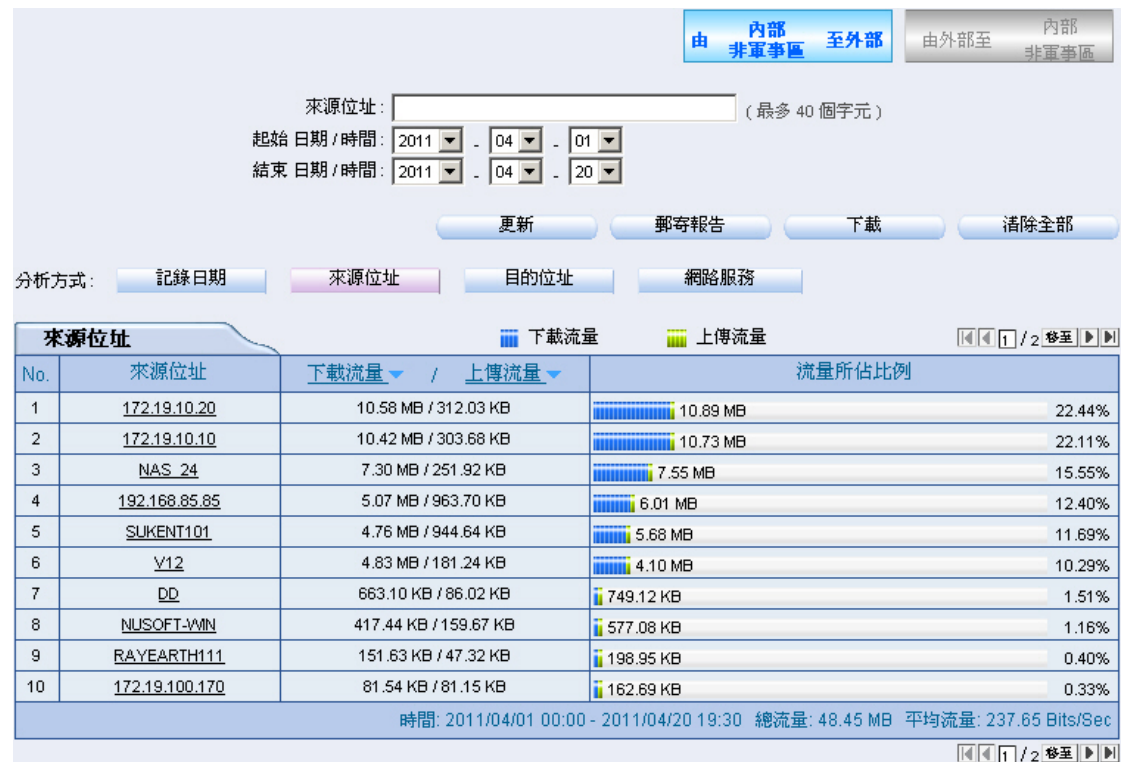 由 內部 非軍事區 至外部 由外部至 內部 非軍事區
來源位址 : ( 最多 40 個字元 )
起始 日期 / 時間 : 2011 - 04 - 01
結束 日期 / 時間 : 2011 - 04 - 20
更新 郵寄報告 下載 清除全部
分析方式 : 記錄日期 來源位址 目的位址 網路服務
來源位址 下載流量 上傳流量 1 / 2 移至
No. 來源位址 下載流量 / 上傳流量 流量所佔比例
1 172.19.10.20 10.58 MB / 312.03 KB 10.89 MB 22.44%
2 172.19.10.10 10.42 MB / 303.68 KB 10.73 MB 22.11%
3 NAS_24 7.30 MB / 251.92 KB 7.55 MB 15.55%
4 192.168.85.85 5.07 MB / 963.70 KB 6.01 MB 12.40%
5 SUKENT101 4.76 MB / 944.64 KB 5.68 MB 11.69%
6 V12 4.83 MB / 181.24 KB 4.10 MB 10.29%
7 DD 663.10 KB / 86.02 KB 749.12 KB 1.51%
8 NUSOFT-WIN 417.44 KB / 159.67 KB 577.08 KB 1.16%
9 RAYEARTH111 151.63 KB / 47.32 KB 198.95 KB 0.40%
10 172.19.100.170 81.54 KB / 81.15 KB 162.69 KB 0.33%
時間: 2011/04/01 00:00 - 2011/04/20 19:30 總流量: 48.45 MB 平均流量: 237.65 Bits/Sec
1 / 2 移至